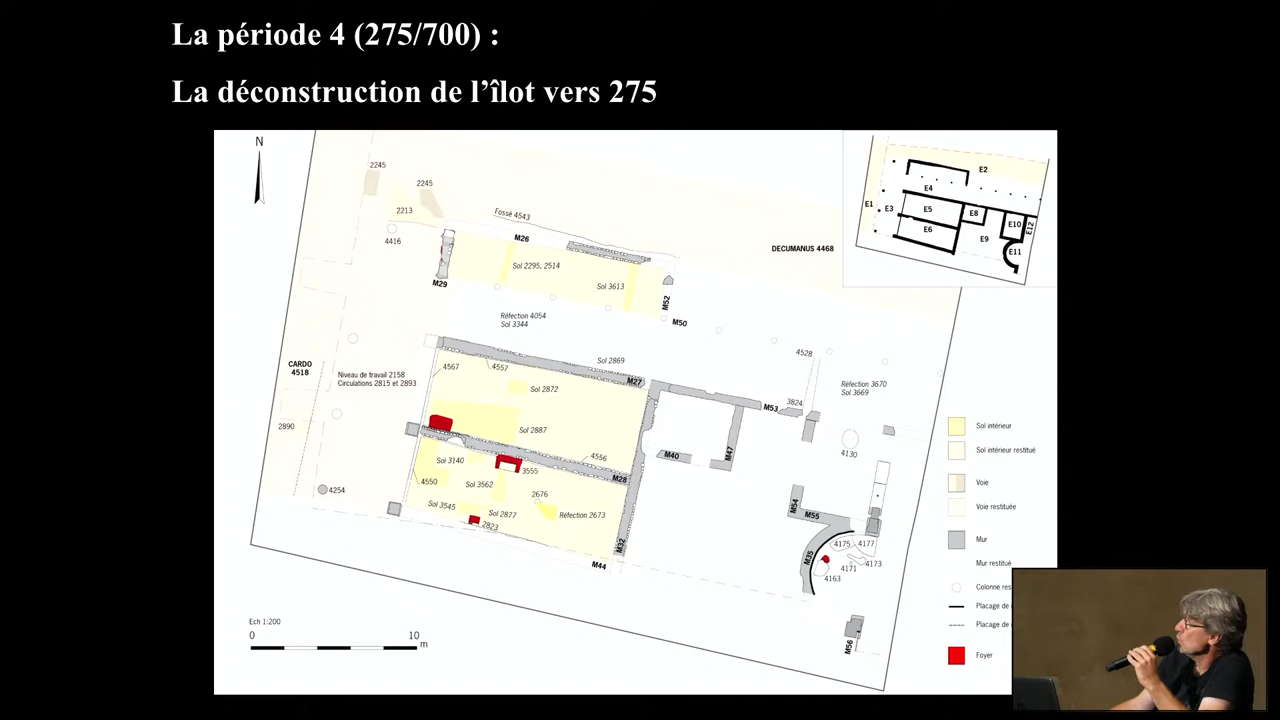 La période 4 (275/700) :
La déconstruction de l’îlot vers 275
N
2245
2245
2213
4416
Fossé 4543
M26
DECUMANUS 4468
Sol 2295, 2514
Sol 3613
M29
M52
M50
Réfection 4054
Sol 3344
E2
E4
E1
E3
E5
E8
E6
E9
E10
E12
E11
CARDO
4518
Niveau de travail 2158
Circulations 2815 et 2893
4567
4557
Sol 2869
M27
Sol 2872
4528
Réfection 3670
Sol 3669
3824
M53
2890
Sol 2887
4556
M40
M47
4130
Sol 3140
3555
M28
4254
4550
Sol 3562
2676
Sol 3545
Sol 2877
2823
Réfection 2673
M32
M44
M54
M55
M35
4175
4177
4171
4173
4163
M56
Ech 1:200
0
10
m
Sol intérieur
Sol intérieur restitué
Voie
Voie restituée
Mur
Mur restitué
Colonne
Placage de
Placage de
Foyer